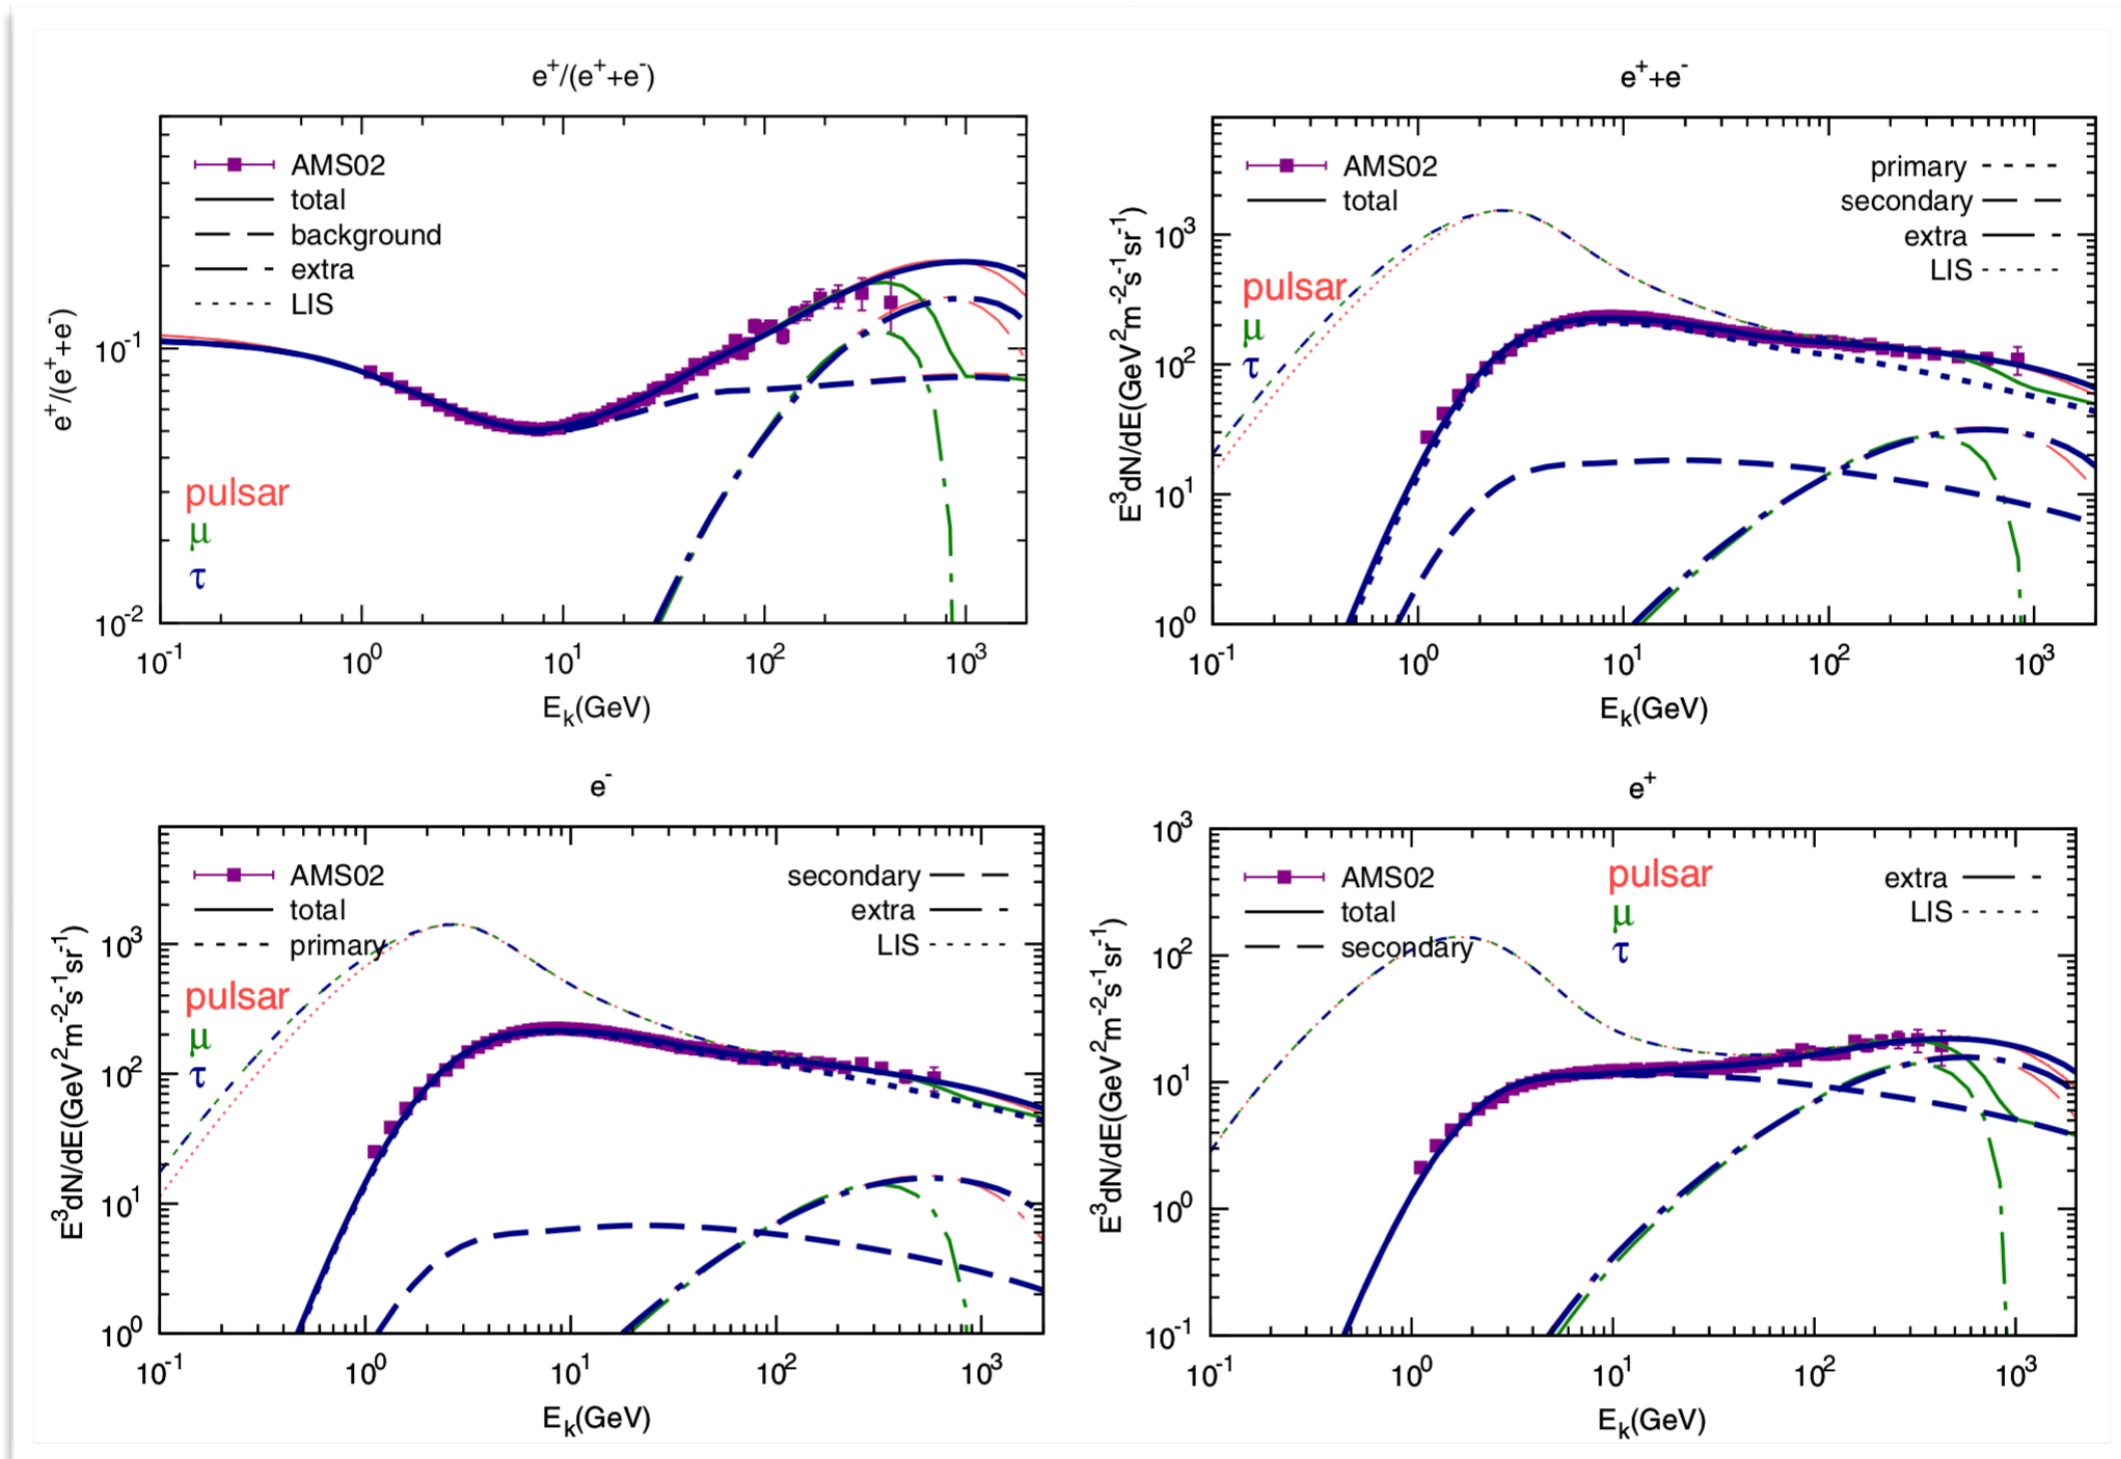 e⁺/(e⁺+e⁻)
AMS02
total
background
extra
LIS
pulsar
μ
τ
e⁺/(e⁺+e⁻)
10⁻¹
10⁻²
10⁻¹ 10⁰ 10¹ 10² 10³
Eₖ(GeV)
e⁺+e⁻
AMS02
total
primary
secondary
extra
LIS
pulsar
μ
τ
E³dN/dE(GeV²m⁻²s⁻¹sr⁻¹)
10³
10²
10¹
10⁰
10⁻¹ 10⁰ 10¹ 10² 10³
Eₖ(GeV)
e⁻
AMS02
total
primary
secondary
extra
LIS
pulsar
μ
τ
E³dN/dE(GeV²m⁻²s⁻¹sr⁻¹)
10³
10²
10¹
10⁰
10⁻¹ 10⁰ 10¹ 10² 10³
Eₖ(GeV)
e⁺
AMS02
total
secondary
pulsar
μ
τ
extra
LIS
E³dN/dE(GeV²m⁻²s⁻¹sr⁻¹)
10³
10²
10¹
10⁰
10⁻¹
10⁻¹ 10⁰ 10¹ 10² 10³
Eₖ(GeV)